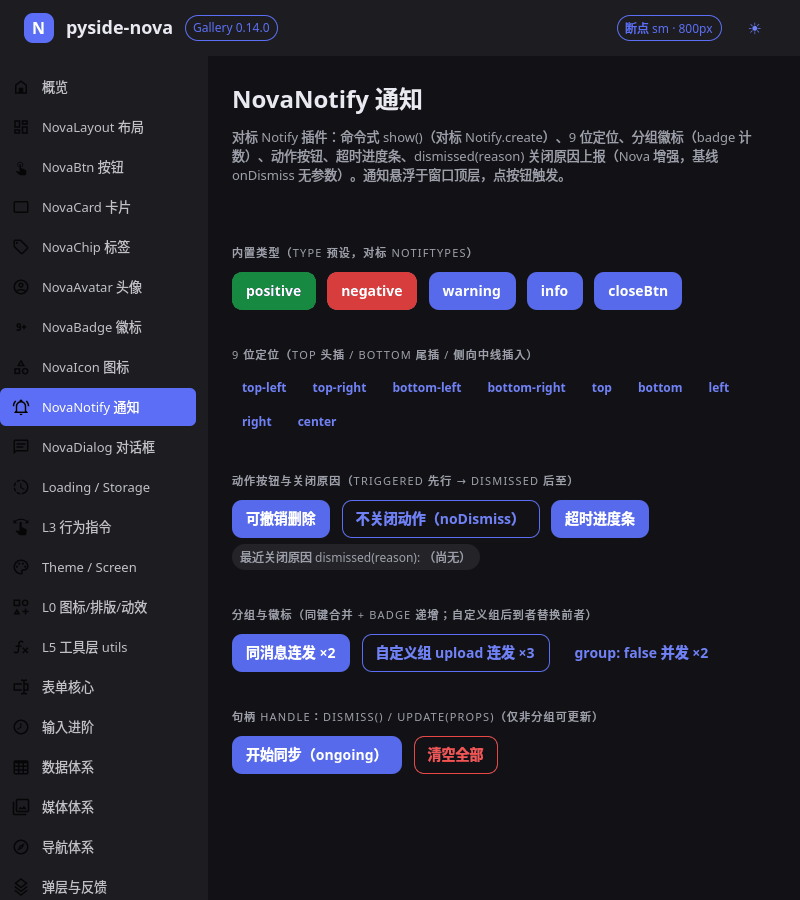 N pyside-nova Gallery 0.14.0 断点 sm · 800px
概览
NovaLayout 布局
NovaBtn 按钮
NovaCard 卡片
NovaChip 标签
NovaAvatar 头像
9+ NovaBadge 徽标
NovaIcon 图标
NovaNotify 通知
NovaDialog 对话框
Loading / Storage
L3 行为指令
Theme / Screen
L0 图标/排版/动效
L5 工具层 utils
表单核心
输入进阶
数据体系
媒体体系
导航体系
弹层与反馈
NovaNotify 通知
对标 Notify 插件：命令式 show()（对标 Notify.create）、9 位定位、分组徽标（badge 计
数）、动作按钮、超时进度条、dismissed(reason) 关闭原因上报（Nova 增强，基线
onDismiss 无参数）。通知悬浮于窗口顶层，点按钮触发。
内置类型（TYPE 预设，对标 NOTIFTYPES）
positive negative warning info closeBtn
9 位定位（TOP 头插 / BOTTOM 尾插 / 侧向中线插入）
top-left top-right bottom-left bottom-right top bottom left
right center
动作按钮与关闭原因（TRIGGERED 先行 → DISMISSED 后至）
可撤销删除 不关闭动作（noDismiss） 超时进度条
最近关闭原因 dismissed(reason): （尚无）
分组与徽标（同键合并 + BADGE 递增；自定义组后到者替换前者）
同消息连发 ×2 自定义组 upload 连发 ×3 group: false 并发 ×2
句柄 HANDLE：DISMISS() / UPDATE(PROPS)（仅非分组可更新）
开始同步（ongoing） 清空全部